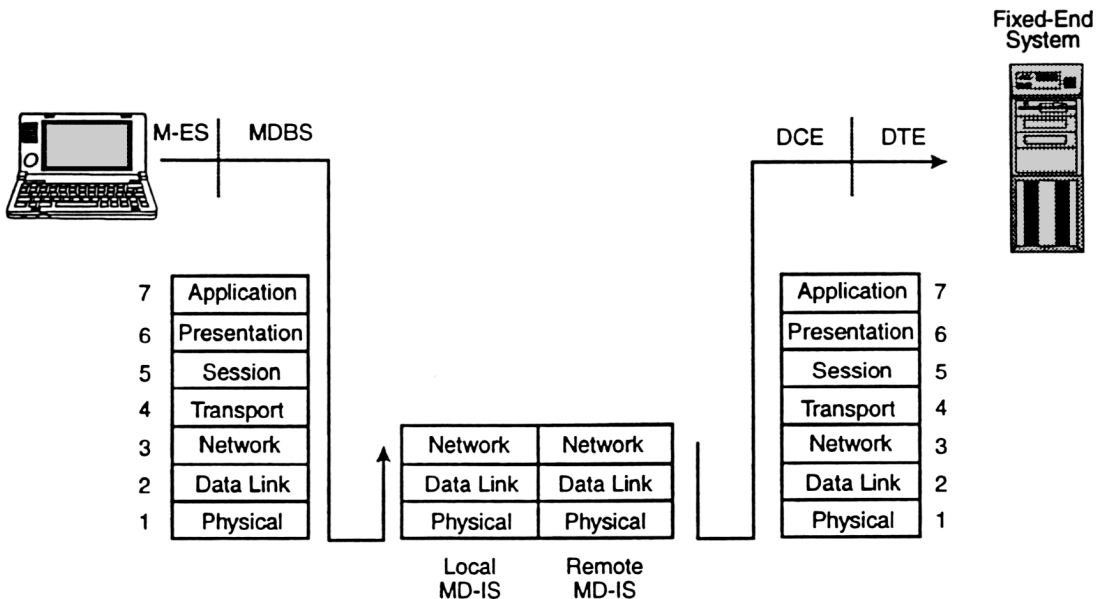 Fixed-End
System
M-ES
MDBS
DCE
DTE
7 Application
6 Presentation
5 Session
4 Transport
3 Network
2 Data Link
1 Physical
Network Network
Data Link Data Link
Physical Physical
Local
MD-IS
Remote
MD-IS
Application 7
Presentation 6
Session 5
Transport 4
Network 3
Data Link 2
Physical 1